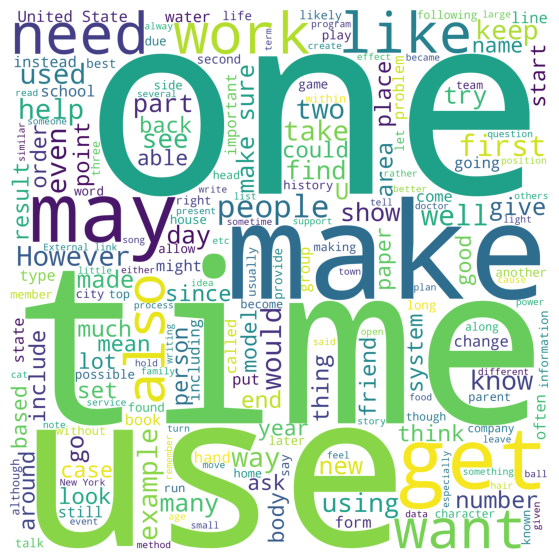 United State
alway
water
life
likely
program
play
following
large
line
need
due
work
like
keep
name
instead
best
term
create
effect
became
used
school
one
second
start
read
someone
side
game
team
help
several
part
within
try
problem
similar
three
back
see
able
important
make sure
two
take
could
find
area
place
let
question
position
first
going
rather
better
even
order
point
word
result
head
list
history
U
come
others
may
day
right
write
present
house
people
sometime
support
tell
show
well
doctor
light
give
However
External link
song
allow
make
making
town
paper
good
plan
another
cause
power
type
little
either
might
etc
idea
usually
group
member
made
since
become
provide
state
city
top
process
also
time
much
mean
would
model
called
said
open
long
system
change
along
different
include
based
lot
possible
writing
hold
family
person
including
put
thing
friend
know
parent
often
information
cat
set
service
found
end
story
food
though
although
around
go
without
book
turn
year
later
think
company
leave
note
case
use
remember
hand
way
feel
new
get
something
ball
New York
look
example
move
home
say
ask
body
using
number
especially
hair
still
many
run
age
small
form
data
character
want
known
given
talk
event
method